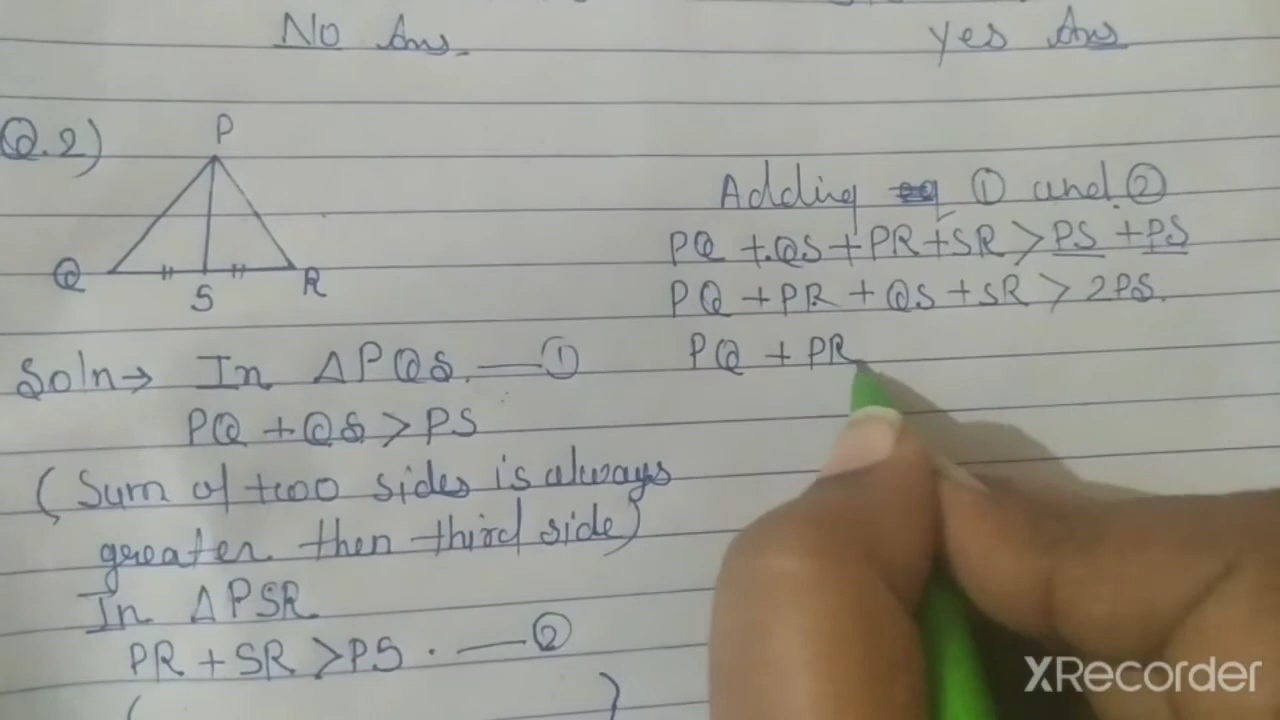 No Ans
yes Ans
Q.2)
P
Q
S
R
Soln → In ΔPQS. — ①
PQ + QS > PS
(Sum of two sides is always
greater then third side)
In ΔPSR
PR + SR > PS. — ②
(          )
Adding ① and ②
PQ + QS + PR + SR > PS + PS
PQ + PR + QS + SR > 2PS.
PQ + PR
XRecorder